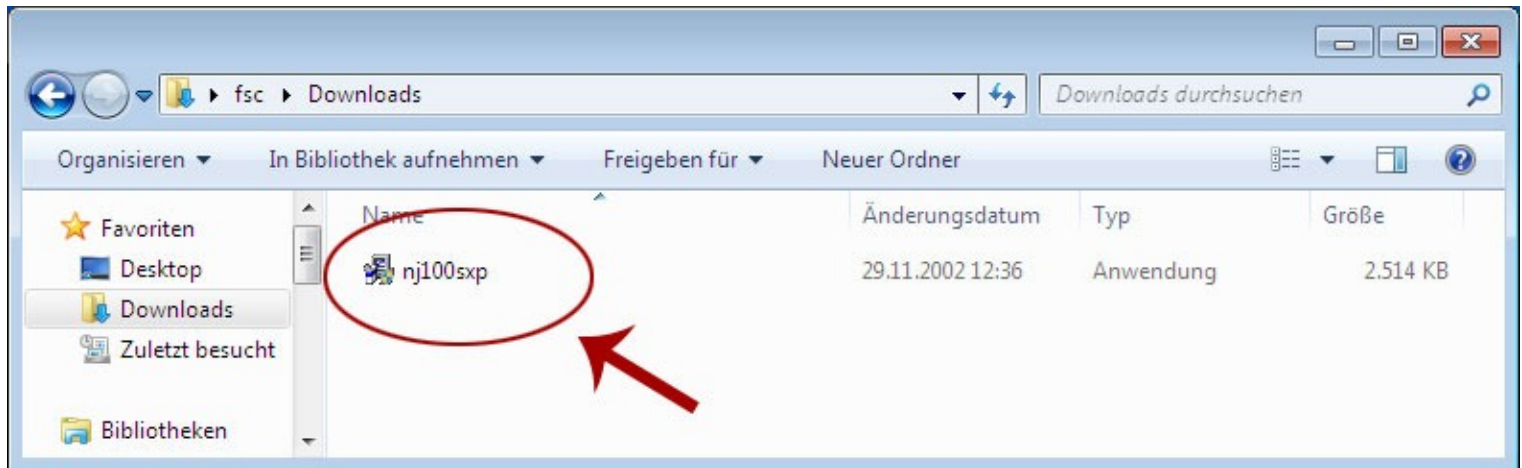 fsc Downloads Downloads durchsuchen
Organisieren In Bibliothek aufnehmen Freigeben für Neuer Ordner
Favoriten
Desktop
Downloads
Zuletzt besucht
Bibliotheken
Name Änderungsdatum Typ Größe
nj100sxp 29.11.2002 12:36 Anwendung 2.514 KB